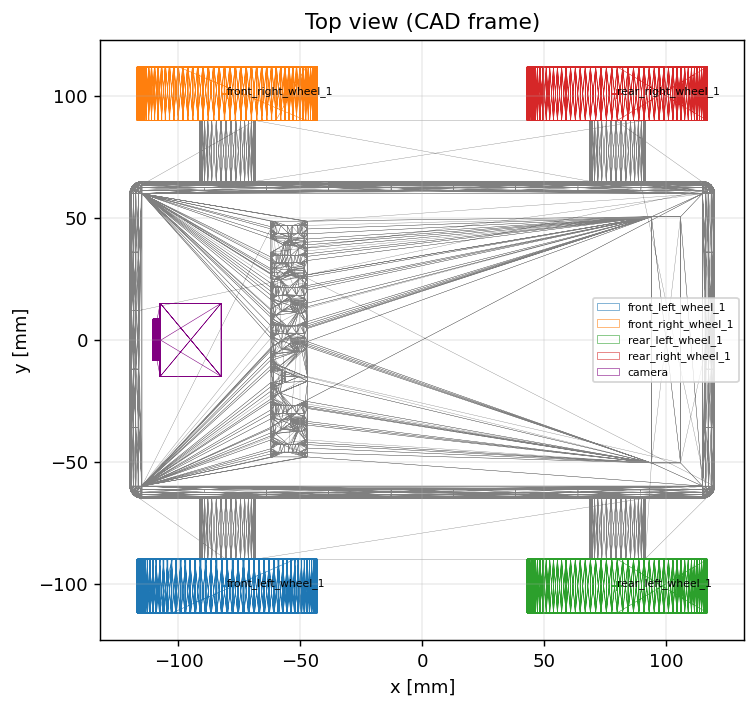 Top view (CAD frame)
front_right_wheel_1
rear_right_wheel_1
100
50
0
−50
−100
y [mm]
front_left_wheel_1
front_right_wheel_1
rear_left_wheel_1
rear_right_wheel_1
camera
front_left_wheel_1
rear_left_wheel_1
−100
−50
0
50
100
x [mm]